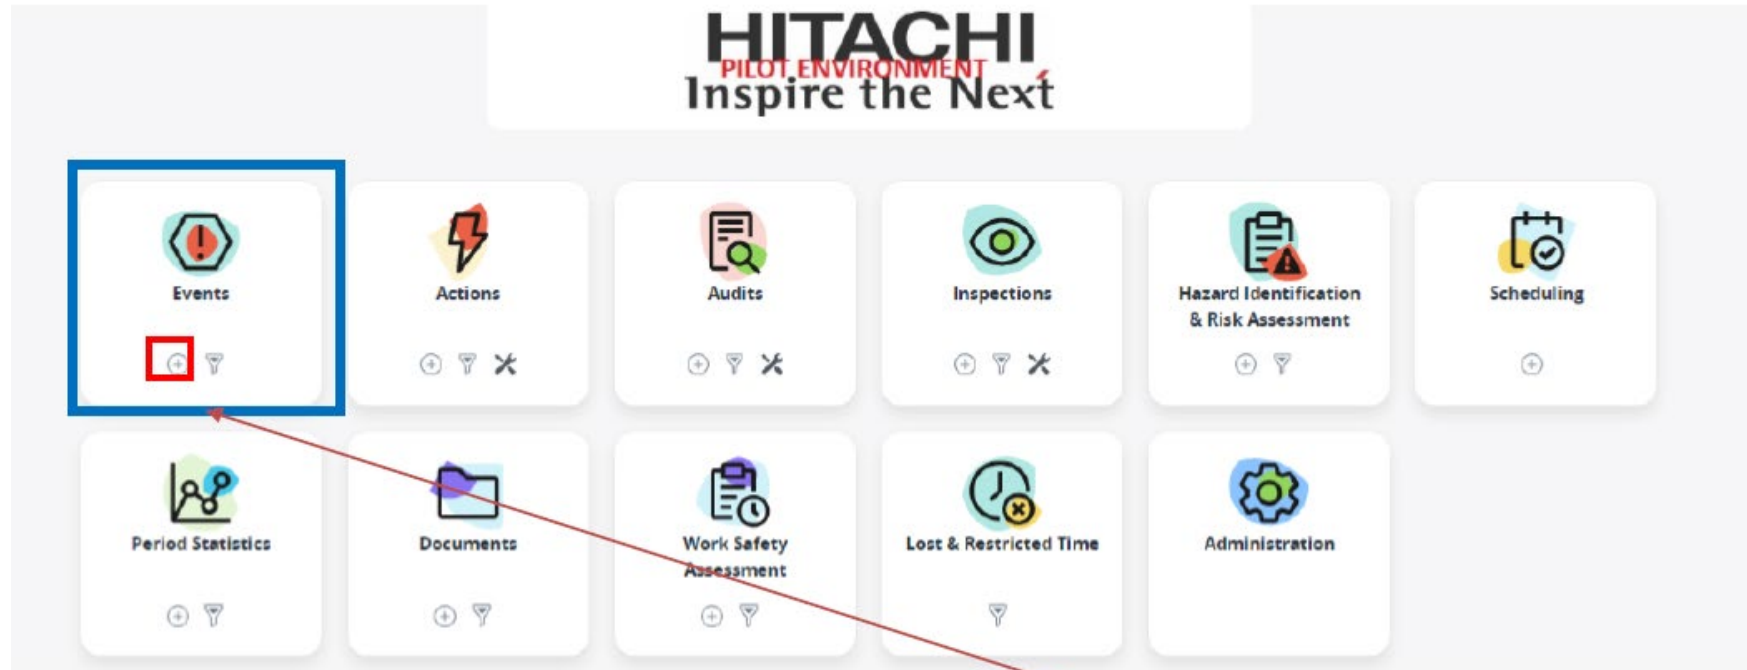 HITACHI
PILOT ENVIRONMENT
Inspire the Next
Events
Actions
Audits
Inspections
Hazard Identification
& Risk Assessment
Scheduling
Period Statistics
Documents
Work Safety
Assessment
Lost & Restricted Time
Administration